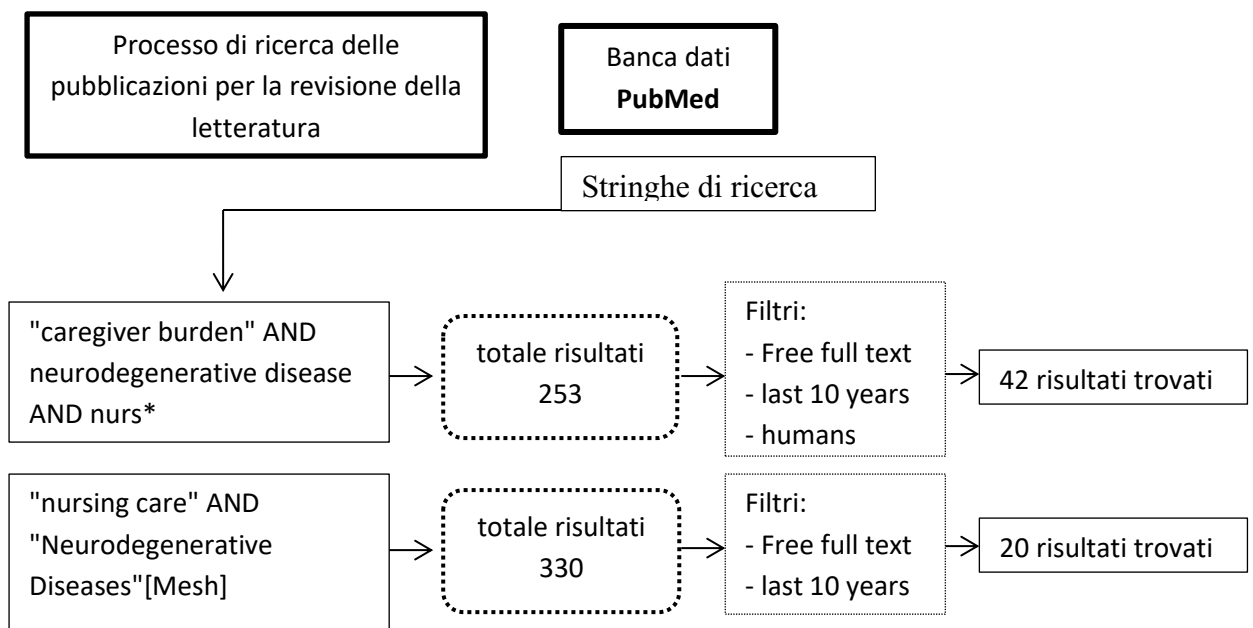 Processo di ricerca delle
pubblicazioni per la revisione della
letteratura
Banca dati
PubMed
Stringhe di ricerca
"caregiver burden" AND
neurodegenerative disease
AND nurs*
totale risultati
253
Filtri:
- Free full text
- last 10 years
- humans
42 risultati trovati
"nursing care" AND
"Neurodegenerative
Diseases"[Mesh]
totale risultati
330
Filtri:
- Free full text
- last 10 years
20 risultati trovati